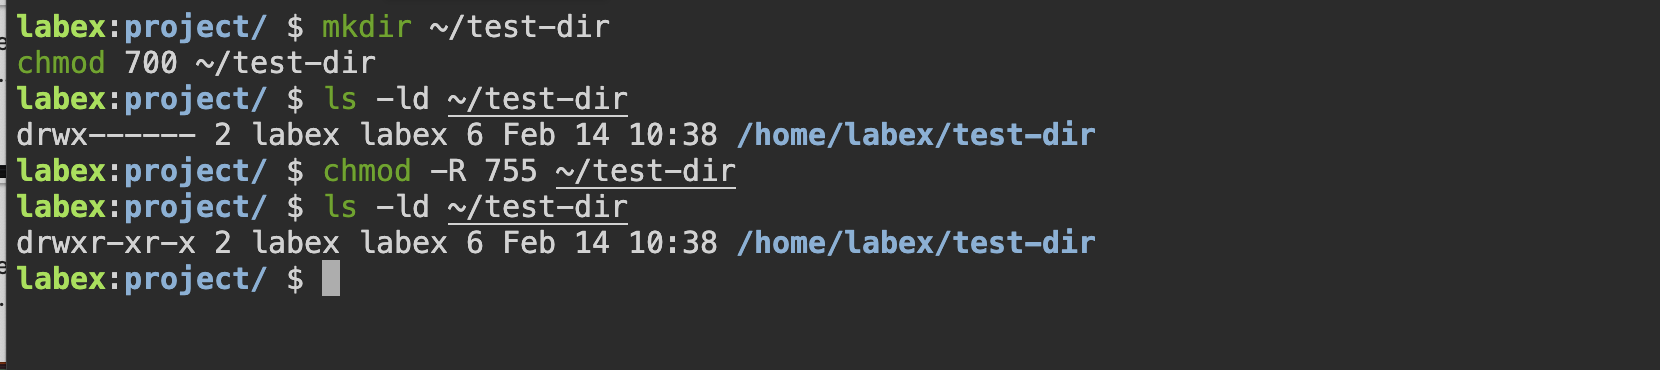 labex:project/ $ mkdir ~/test-dir
chmod 700 ~/test-dir
labex:project/ $ ls -ld ~/test-dir
drwx------ 2 labex labex 6 Feb 14 10:38 /home/labex/test-dir
labex:project/ $ chmod -R 755 ~/test-dir
labex:project/ $ ls -ld ~/test-dir
drwxr-xr-x 2 labex labex 6 Feb 14 10:38 /home/labex/test-dir
labex:project/ $